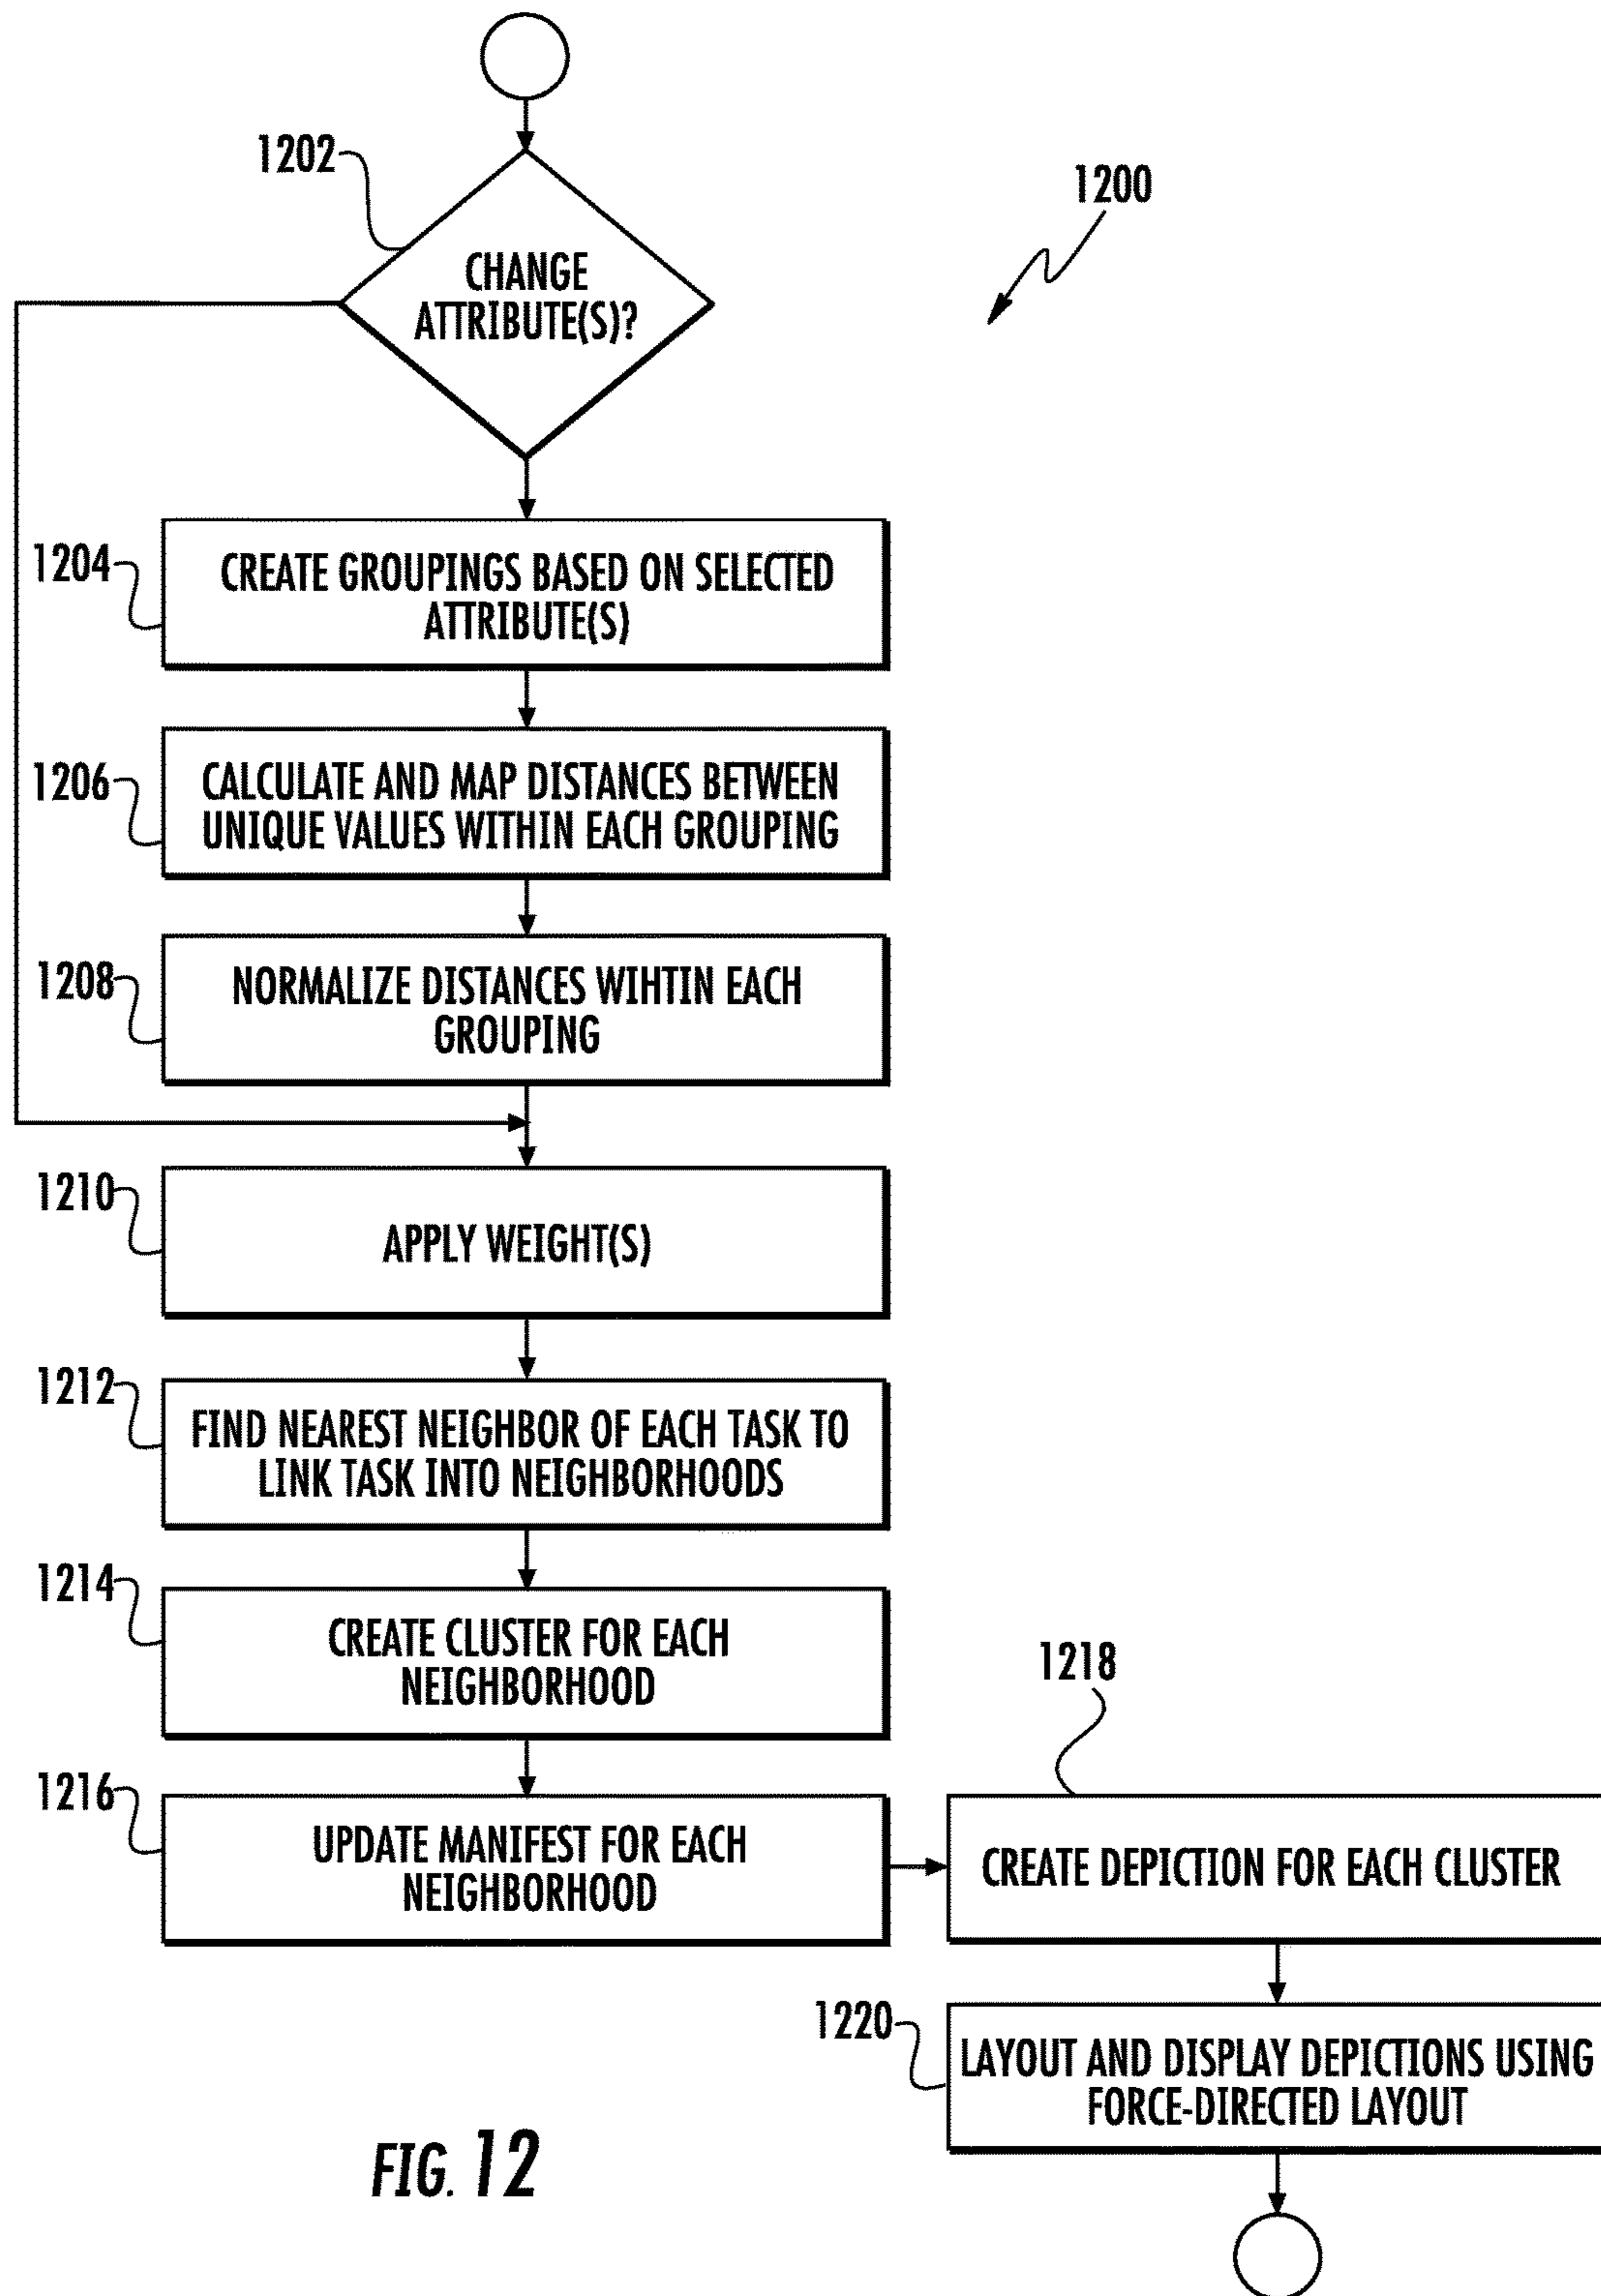 1202
1200
CHANGE
ATTRIBUTE(S)?
1204
CREATE GROUPINGS BASED ON SELECTED
ATTRIBUTE(S)
1206
CALCULATE AND MAP DISTANCES BETWEEN
UNIQUE VALUES WITHIN EACH GROUPING
1208
NORMALIZE DISTANCES WIHTIN EACH
GROUPING
1210
APPLY WEIGHT(S)
1212
FIND NEAREST NEIGHBOR OF EACH TASK TO
LINK TASK INTO NEIGHBORHOODS
1214
CREATE CLUSTER FOR EACH
NEIGHBORHOOD
1216
UPDATE MANIFEST FOR EACH
NEIGHBORHOOD
1218
CREATE DEPICTION FOR EACH CLUSTER
1220
LAYOUT AND DISPLAY DEPICTIONS USING
FORCE-DIRECTED LAYOUT
FIG. 12